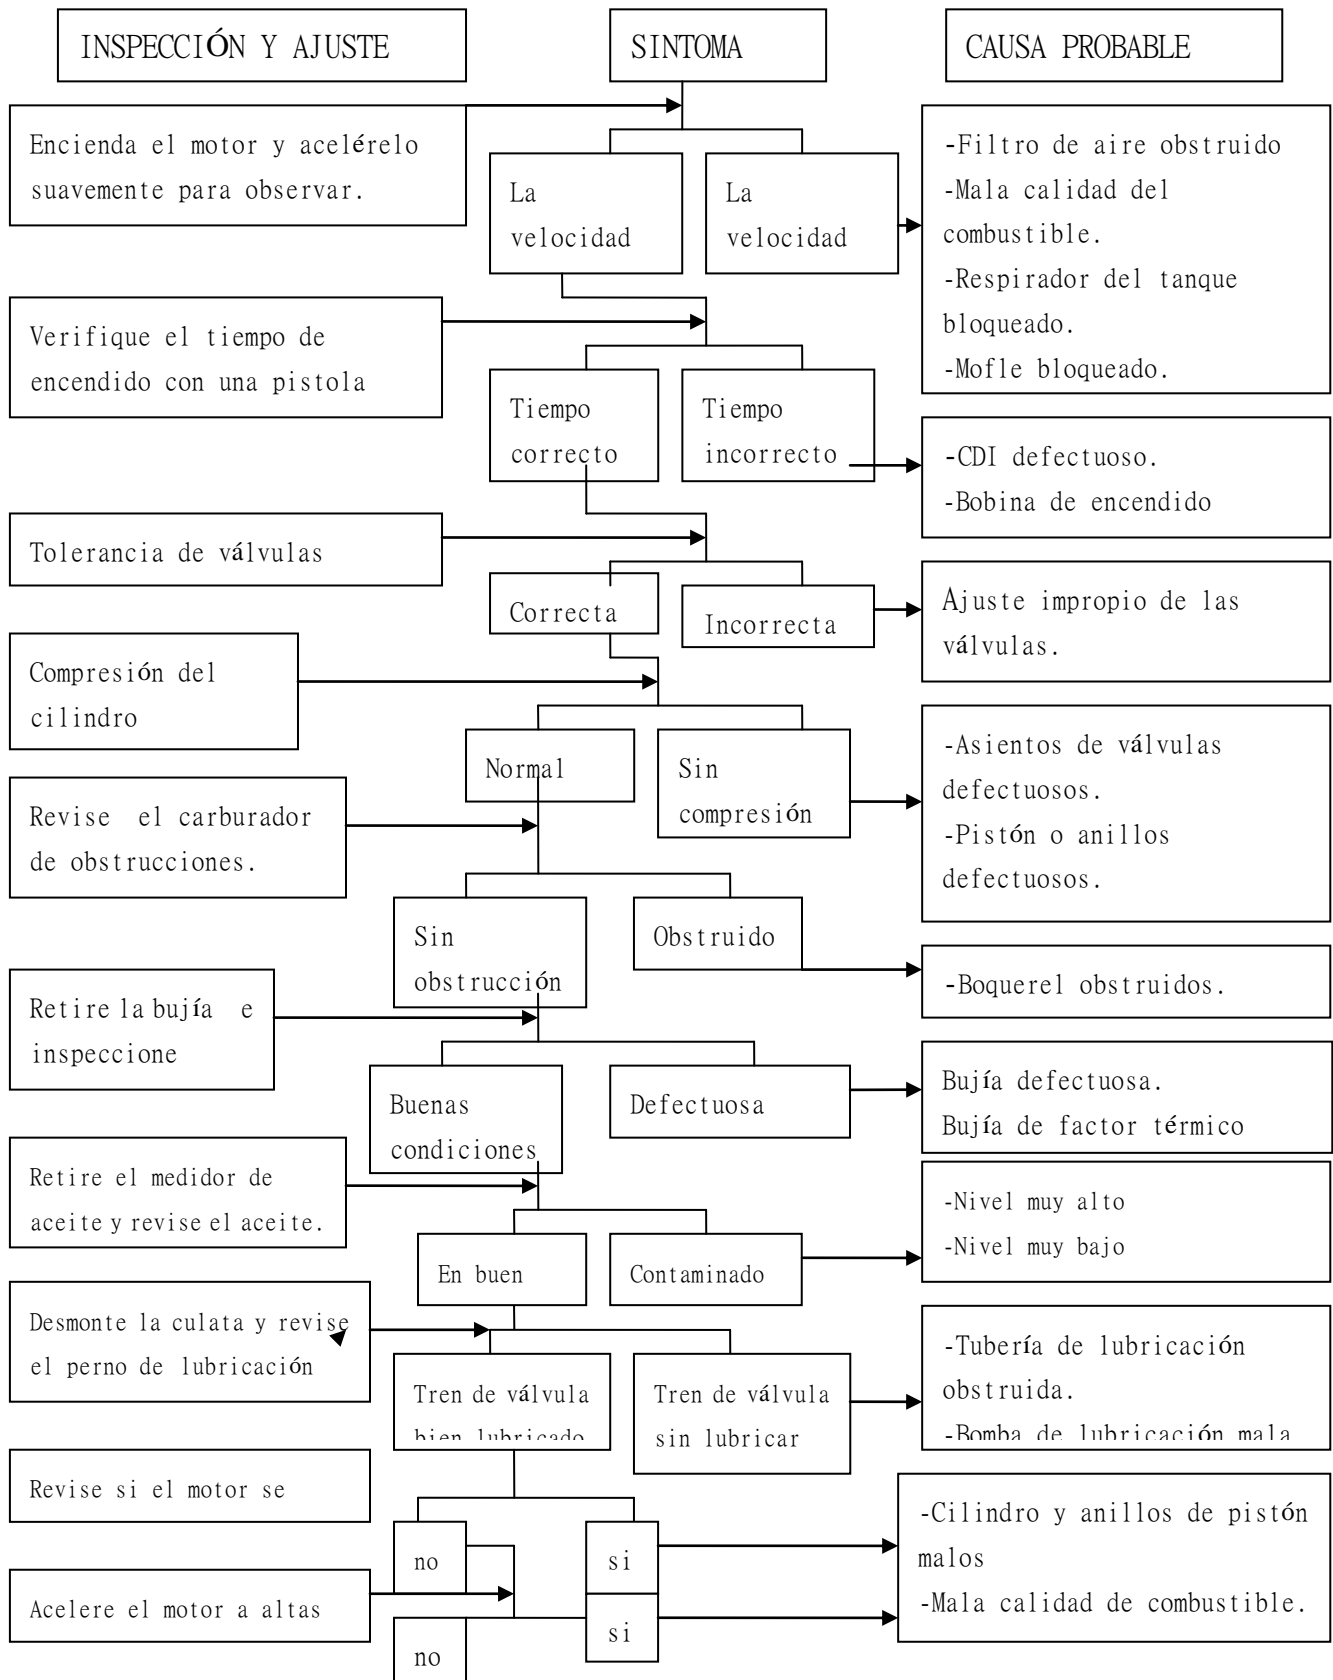 INSPECCIÓN Y AJUSTE
SINTOMA
CAUSA PROBABLE
Encienda el motor y acelérelo
suavemente para observar.
La
velocidad
La
velocidad
-Filtro de aire obstruido
-Mala calidad del
combustible.
-Respirador del tanque
bloqueado.
-Mofle bloqueado.
Verifique el tiempo de
encendido con una pistola
Tiempo
correcto
Tiempo
incorrecto
-CDI defectuoso.
-Bobina de encendido
Tolerancia de válvulas
Correcta
Incorrecta
Ajuste impropio de las
válvulas.
Compresión del
cilindro
Normal
Sin
compresión
-Asientos de válvulas
defectuosos.
-Pistón o anillos
defectuosos.
Revise el carburador
de obstrucciones.
Sin
obstrucción
Obstruido
-Boquerel obstruidos.
Retire la bujía e
inspeccione
Buenas
condiciones
Defectuosa
Bujía defectuosa.
Bujía de factor térmico
Retire el medidor de
aceite y revise el aceite.
En buen
Contaminado
-Nivel muy alto
-Nivel muy bajo
Desmonte la culata y revise
el perno de lubricación
Tren de válvula
bien lubricado
Tren de válvula
sin lubricar
-Tubería de lubricación
obstruida.
-Bomba de lubricación mala
Revise si el motor se
no
si
-Cilindro y anillos de pistón
malos
-Mala calidad de combustible.
Acelere el motor a altas
no
si